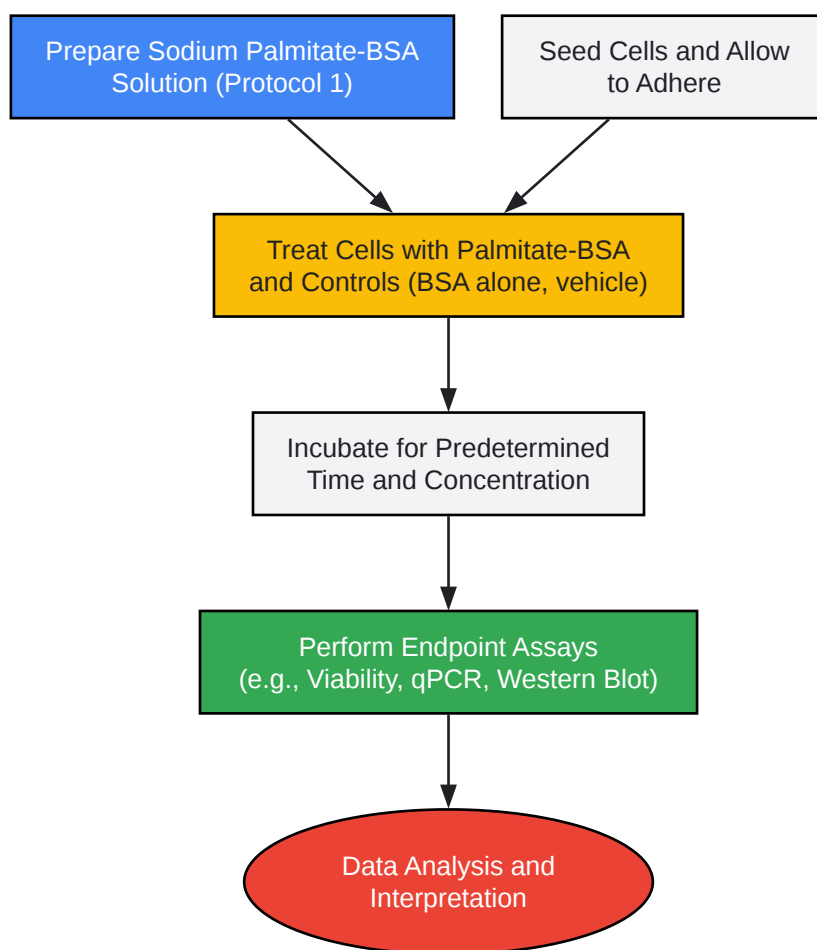 Prepare Sodium Palmitate-BSA
Solution (Protocol 1)
Seed Cells and Allow
to Adhere
Treat Cells with Palmitate-BSA
and Controls (BSA alone, vehicle)
Incubate for Predetermined
Time and Concentration
Perform Endpoint Assays
(e.g., Viability, qPCR, Western Blot)
Data Analysis and
Interpretation